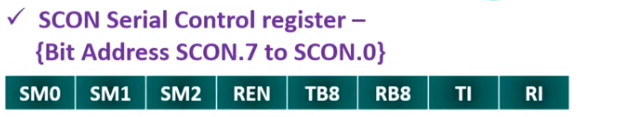 ✓ SCON Serial Control register –
{Bit Address SCON.7 to SCON.0}
SM0 SM1 SM2 REN TB8 RB8 TI RI